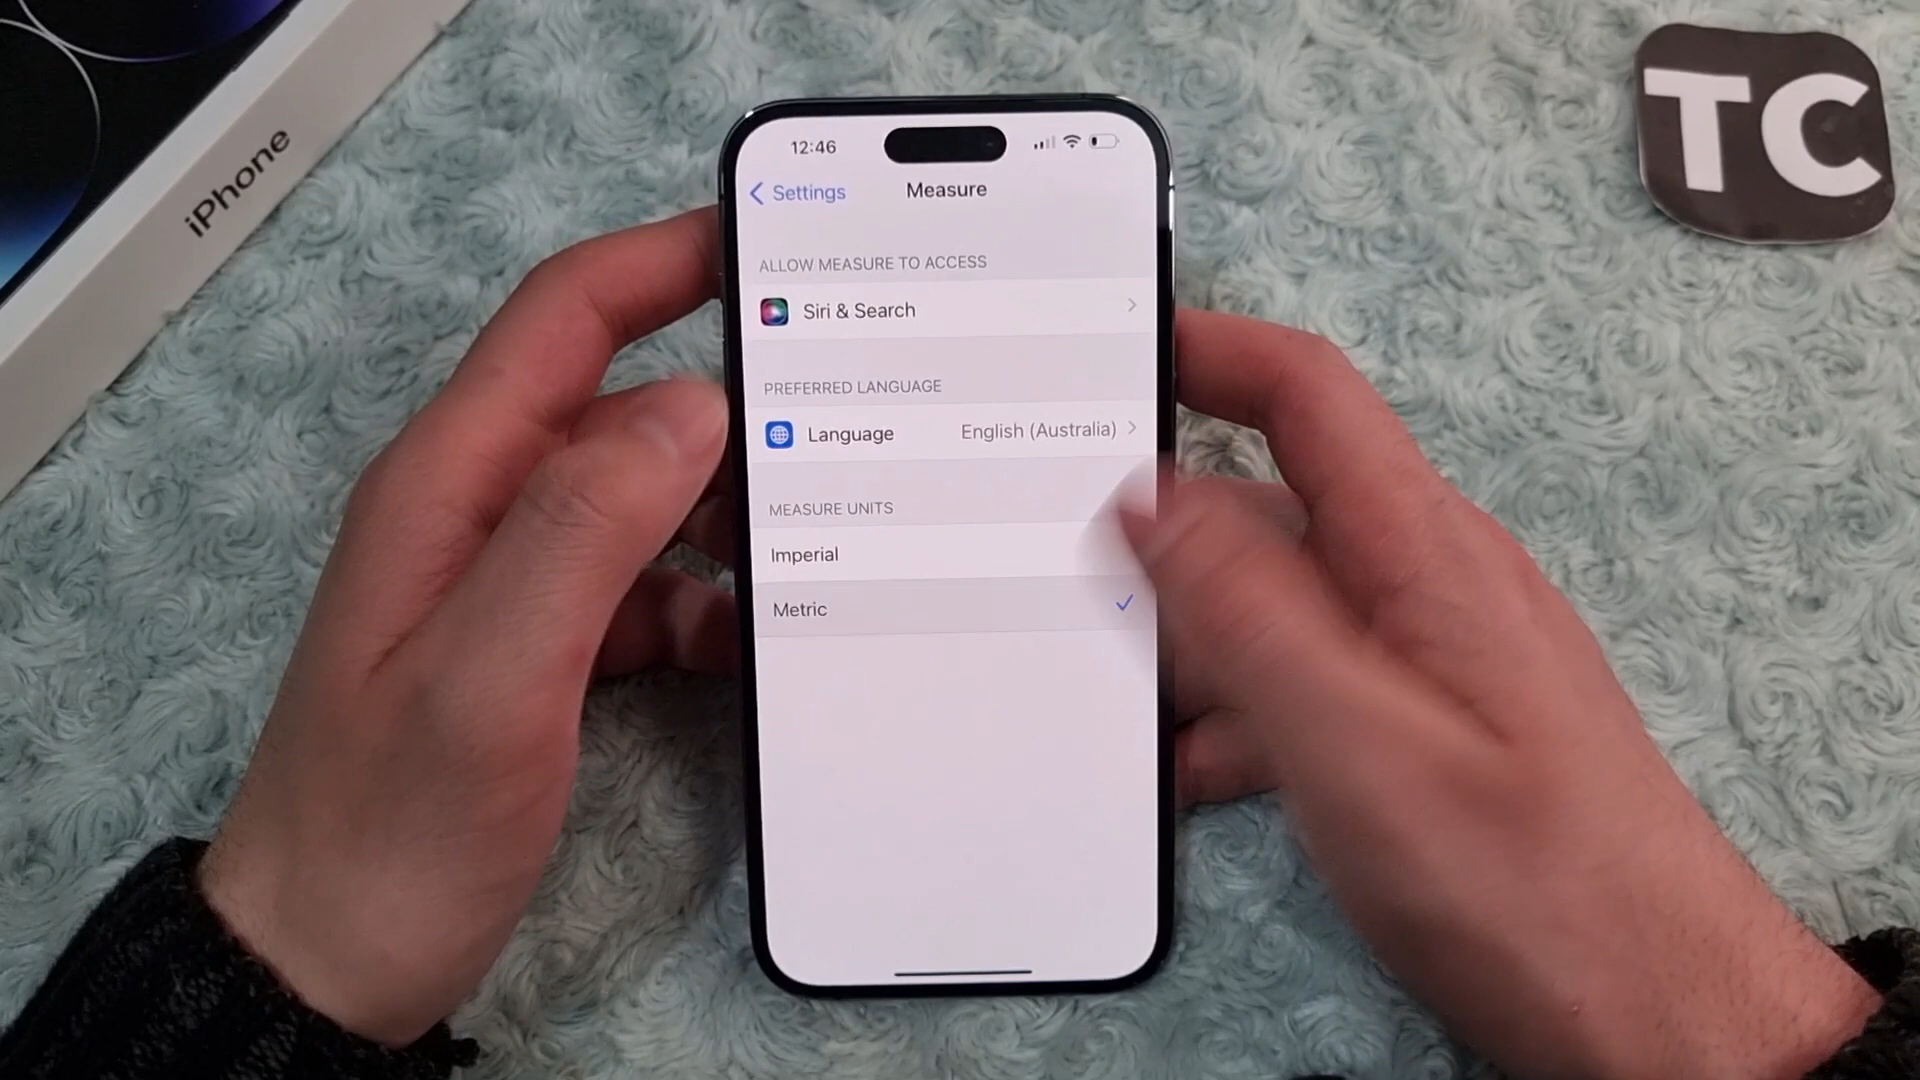 iPhone
TC
12:46
Settings
Measure
ALLOW MEASURE TO ACCESS
Siri & Search
PREFERRED LANGUAGE
Language English (Australia)
MEASURE UNITS
Imperial
Metric